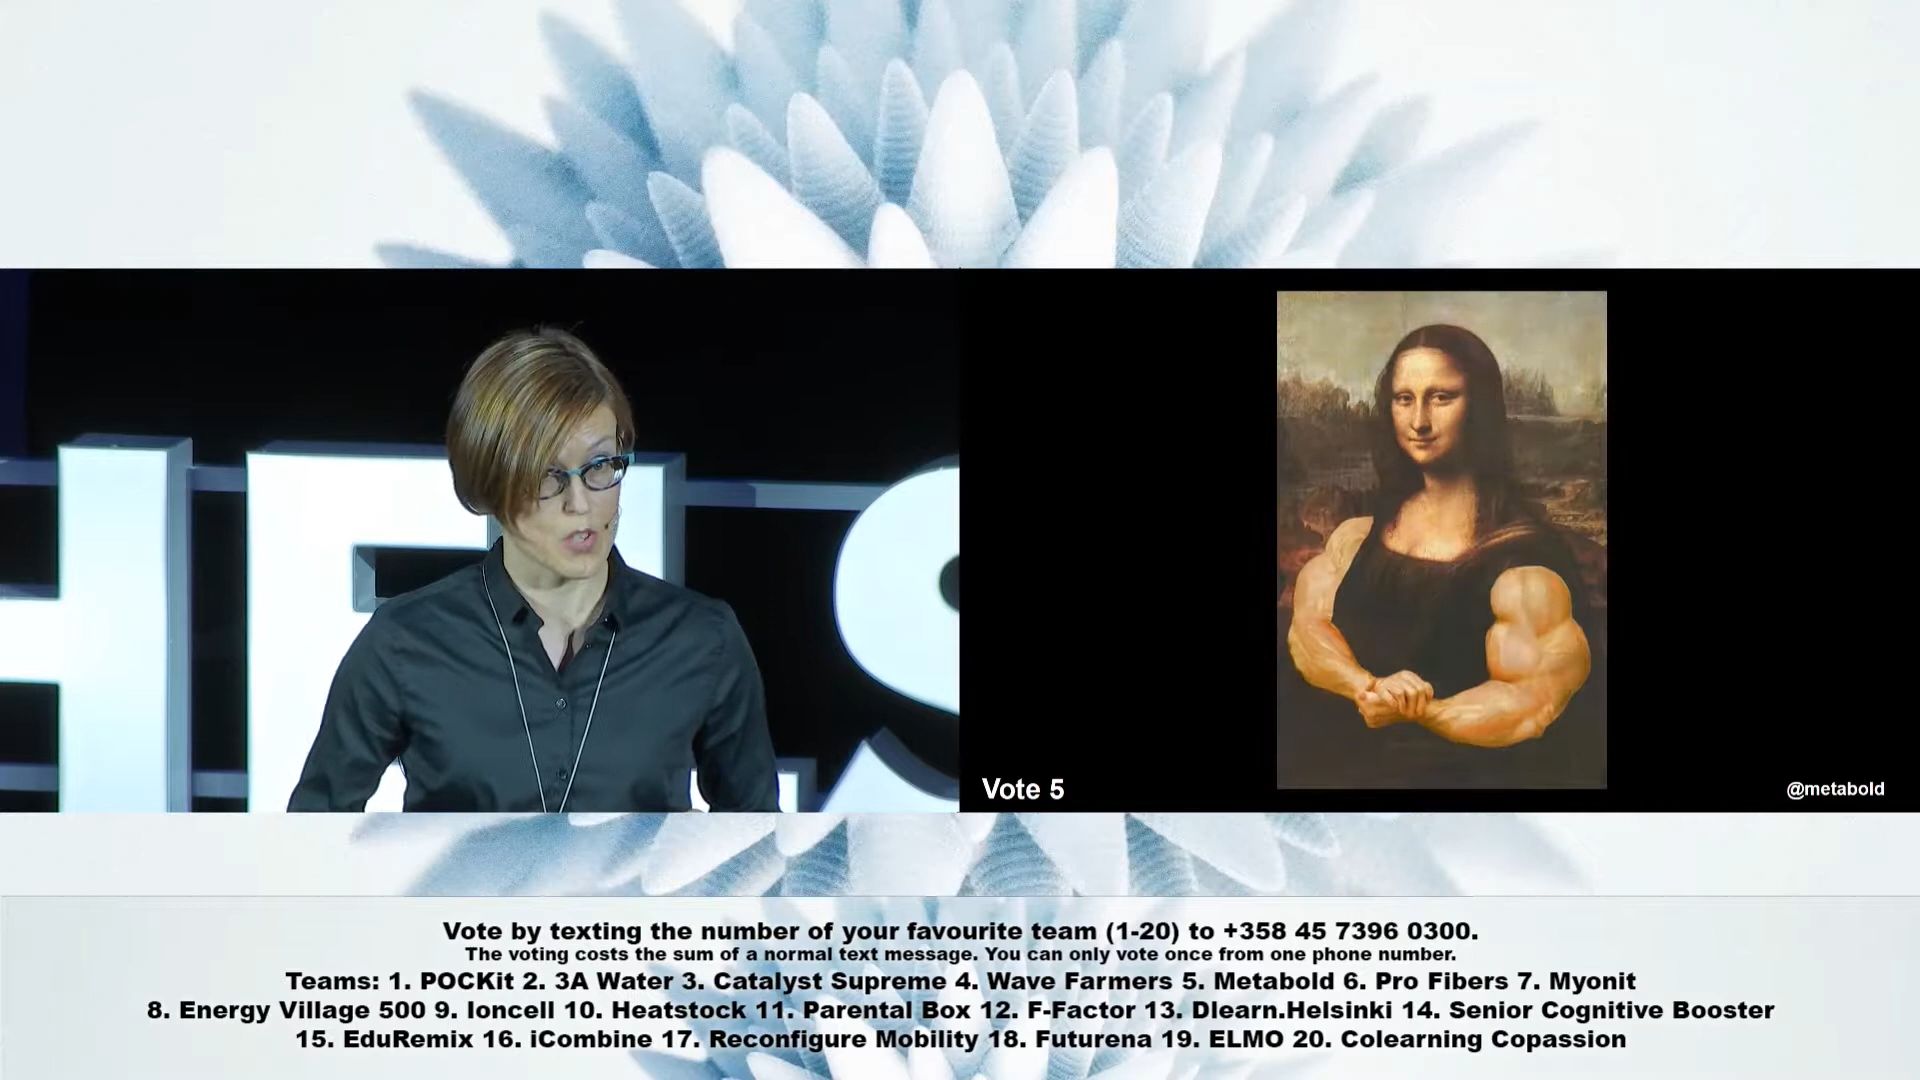 HELS
Vote 5
@metabold
Vote by texting the number of your favourite team (1-20) to +358 45 7396 0300.
The voting costs the sum of a normal text message. You can only vote once from one phone number.
Teams: 1. POCKit 2. 3A Water 3. Catalyst Supreme 4. Wave Farmers 5. Metabold 6. Pro Fibers 7. Myonit
8. Energy Village 500 9. Ioncell 10. Heatstock 11. Parental Box 12. F-Factor 13. Dlearn.Helsinki 14. Senior Cognitive Booster
15. EduRemix 16. iCombine 17. Reconfigure Mobility 18. Futurena 19. ELMO 20. Colearning Copassion